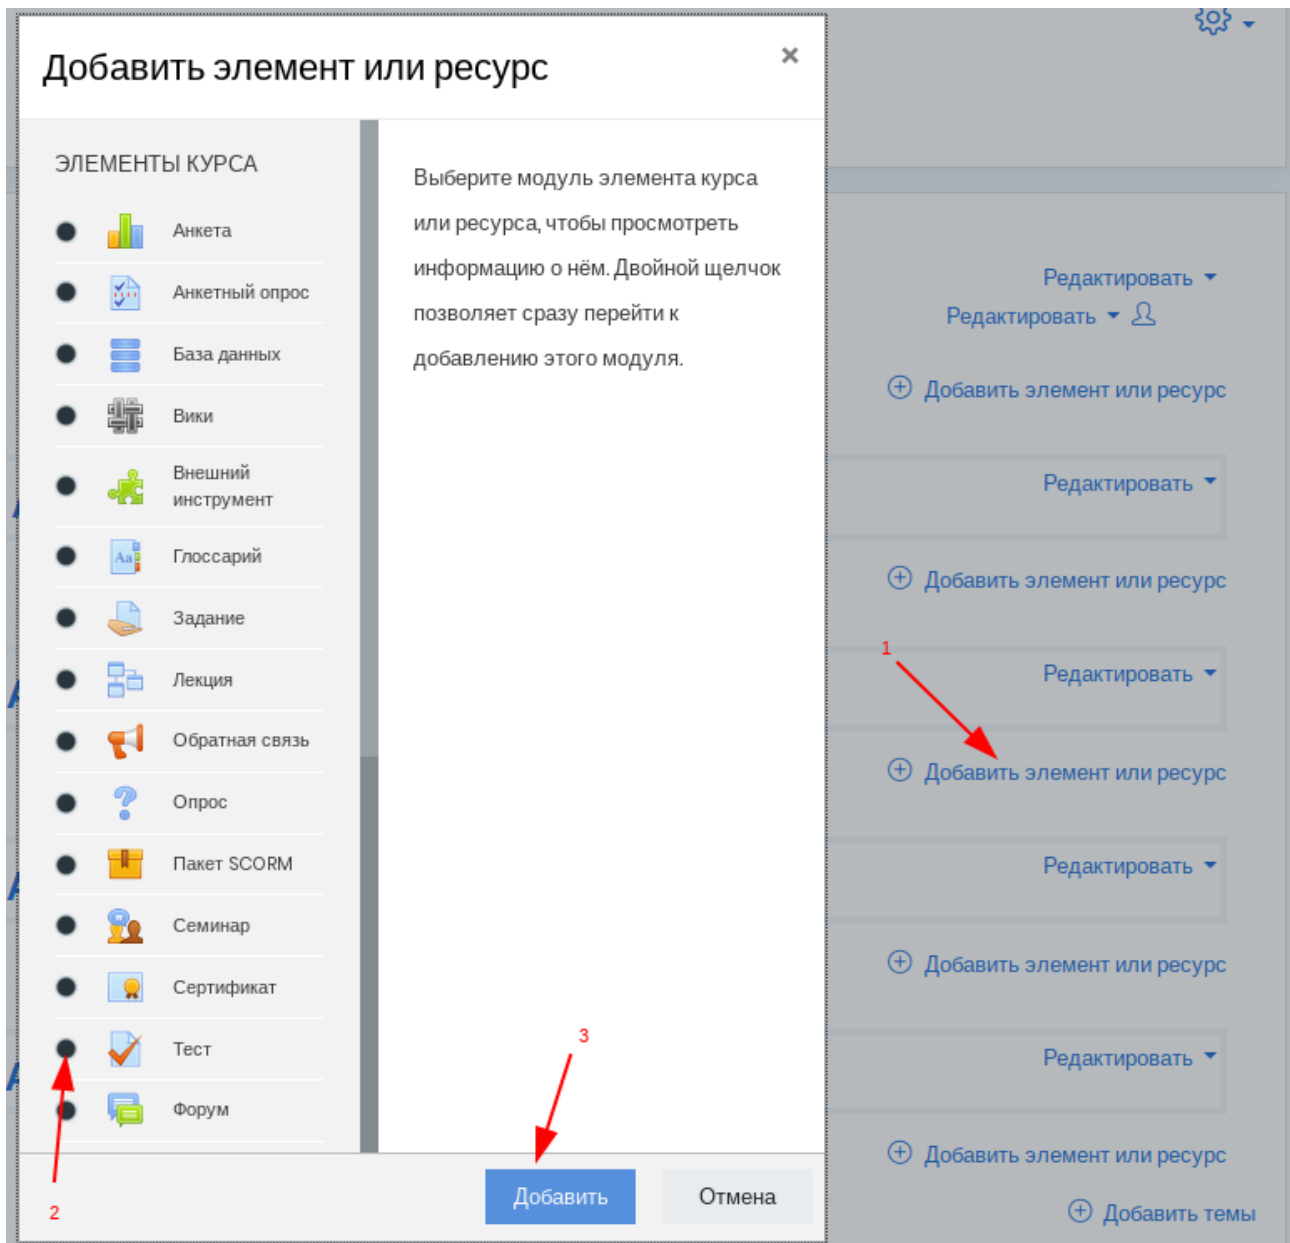 Добавить элемент или ресурс
×
ЭЛЕМЕНТЫ КУРСА
Анкета
Анкетный опрос
База данных
Вики
Внешний
инструмент
Глоссарий
Задание
Лекция
Обратная связь
Опрос
Пакет SCORM
Семинар
Сертификат
Тест
Форум
Выберите модуль элемента курса
или ресурса, чтобы просмотреть
информацию о нём. Двойной щелчок
позволяет сразу перейти к
добавлению этого модуля.
2
3
Добавить
Отмена
Редактировать
Редактировать
Добавить элемент или ресурс
Редактировать
Добавить элемент или ресурс
1
Редактировать
Добавить элемент или ресурс
Редактировать
Добавить элемент или ресурс
Редактировать
Добавить элемент или ресурс
Добавить темы